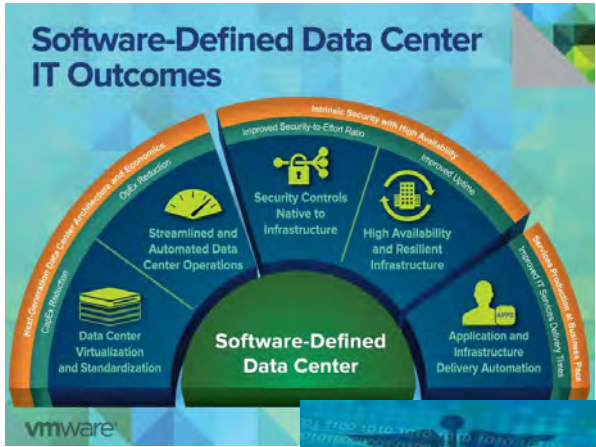 Software-Defined Data Center
IT Outcomes
Next-Generation Data Center Architecture and Economics
CapEx Reduction
OpEx Reduction
Data Center
Virtualization
and Standardization
Streamlined and
Automated Data
Center Operations
Intrinsic Security with High Availability
Improved Security-to-Effort Ratio
Improved Uptime
Security Controls
Native to
Infrastructure
High Availability
and Resilient
Infrastructure
Services Production at Business Pace
Improved IT Services
Delivery Times
APPS
Application and
Infrastructure
Delivery Automation
Software-Defined
Data Center
vmware